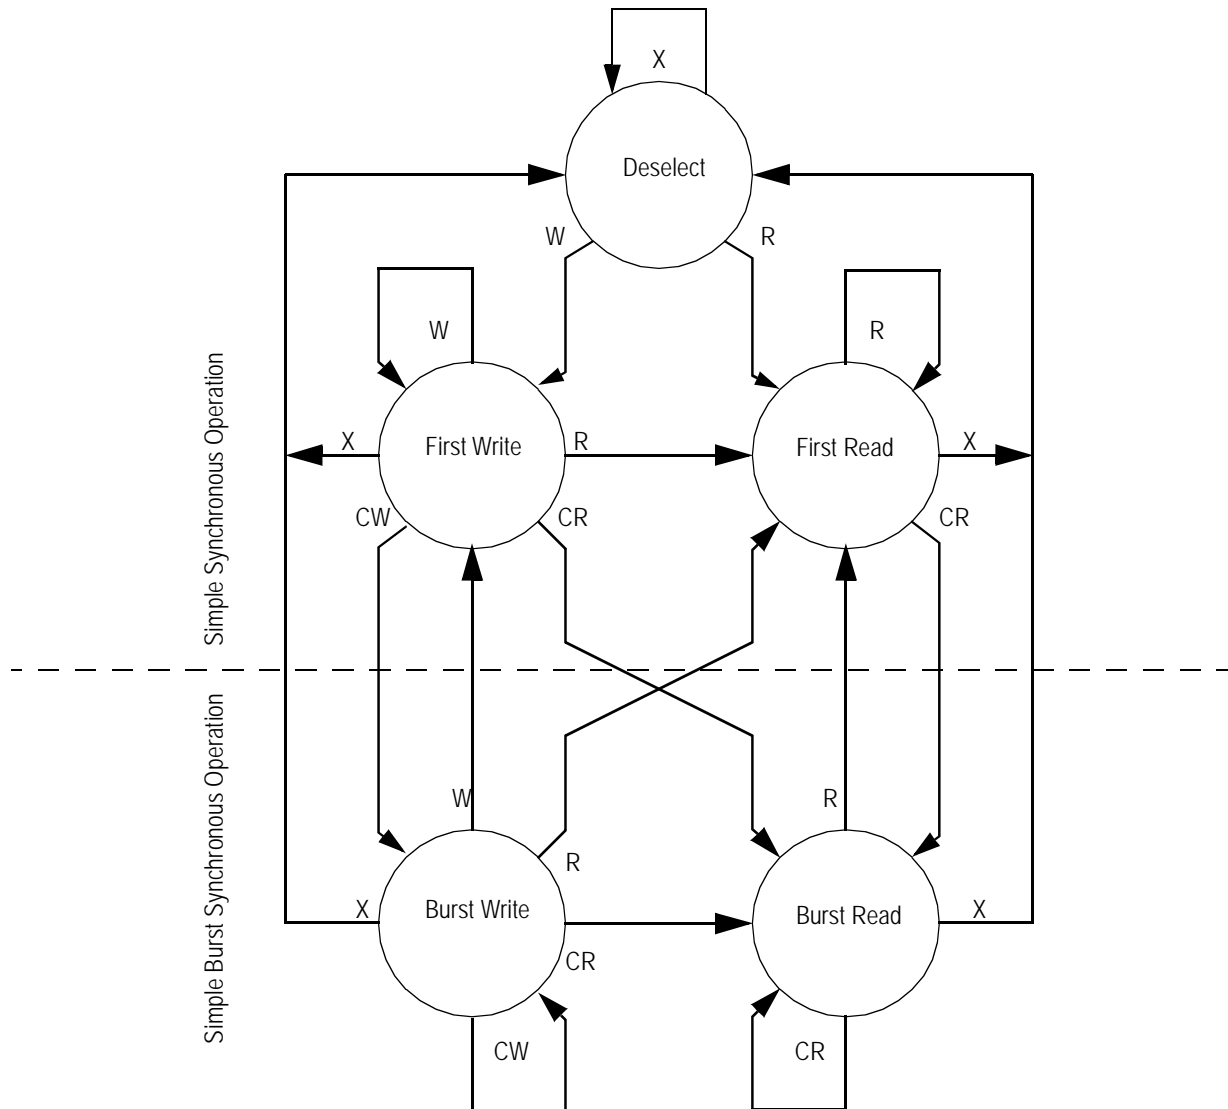 X
Deselect
W
R
W
R
Simple Synchronous Operation
X
First Write
R
First Read
X
CW
CR
CR
Simple Burst Synchronous Operation
W
R
R
X
Burst Write
Burst Read
X
CR
CW
CR